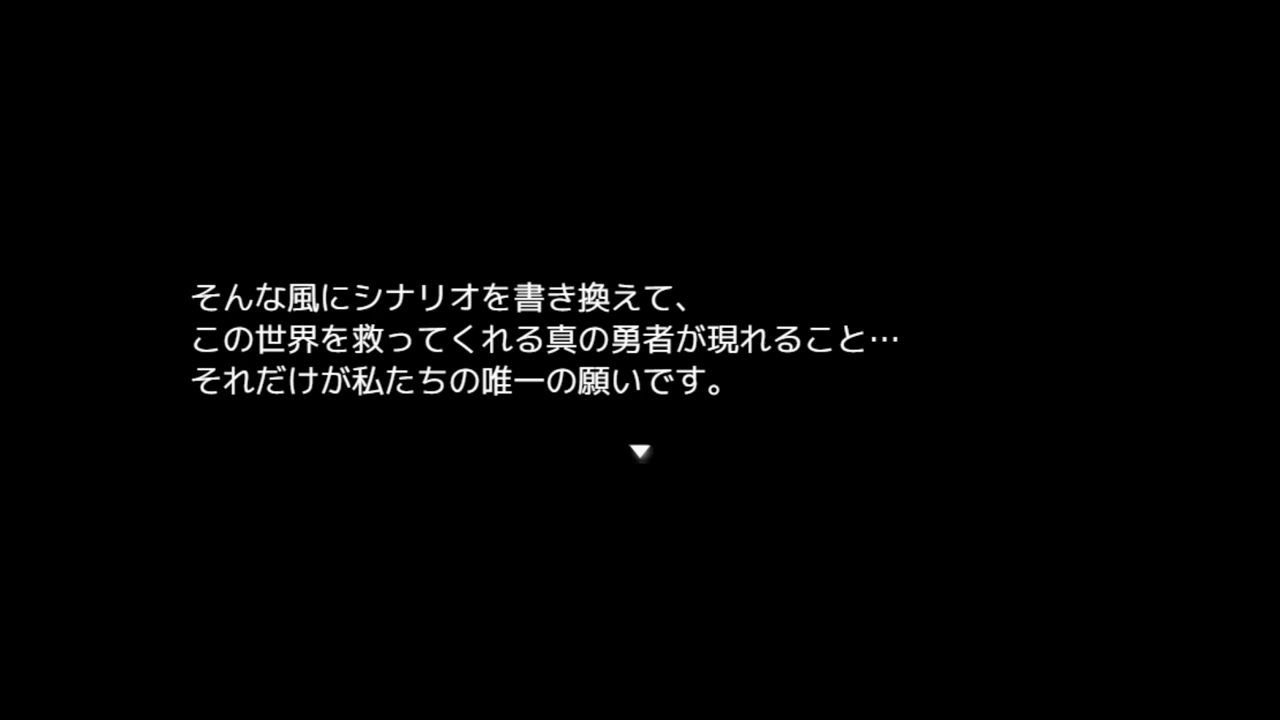 そんな風にシナリオを書き換えて、
この世界を救ってくれる真の勇者が現れること…
それだけが私たちの唯一の願いです。